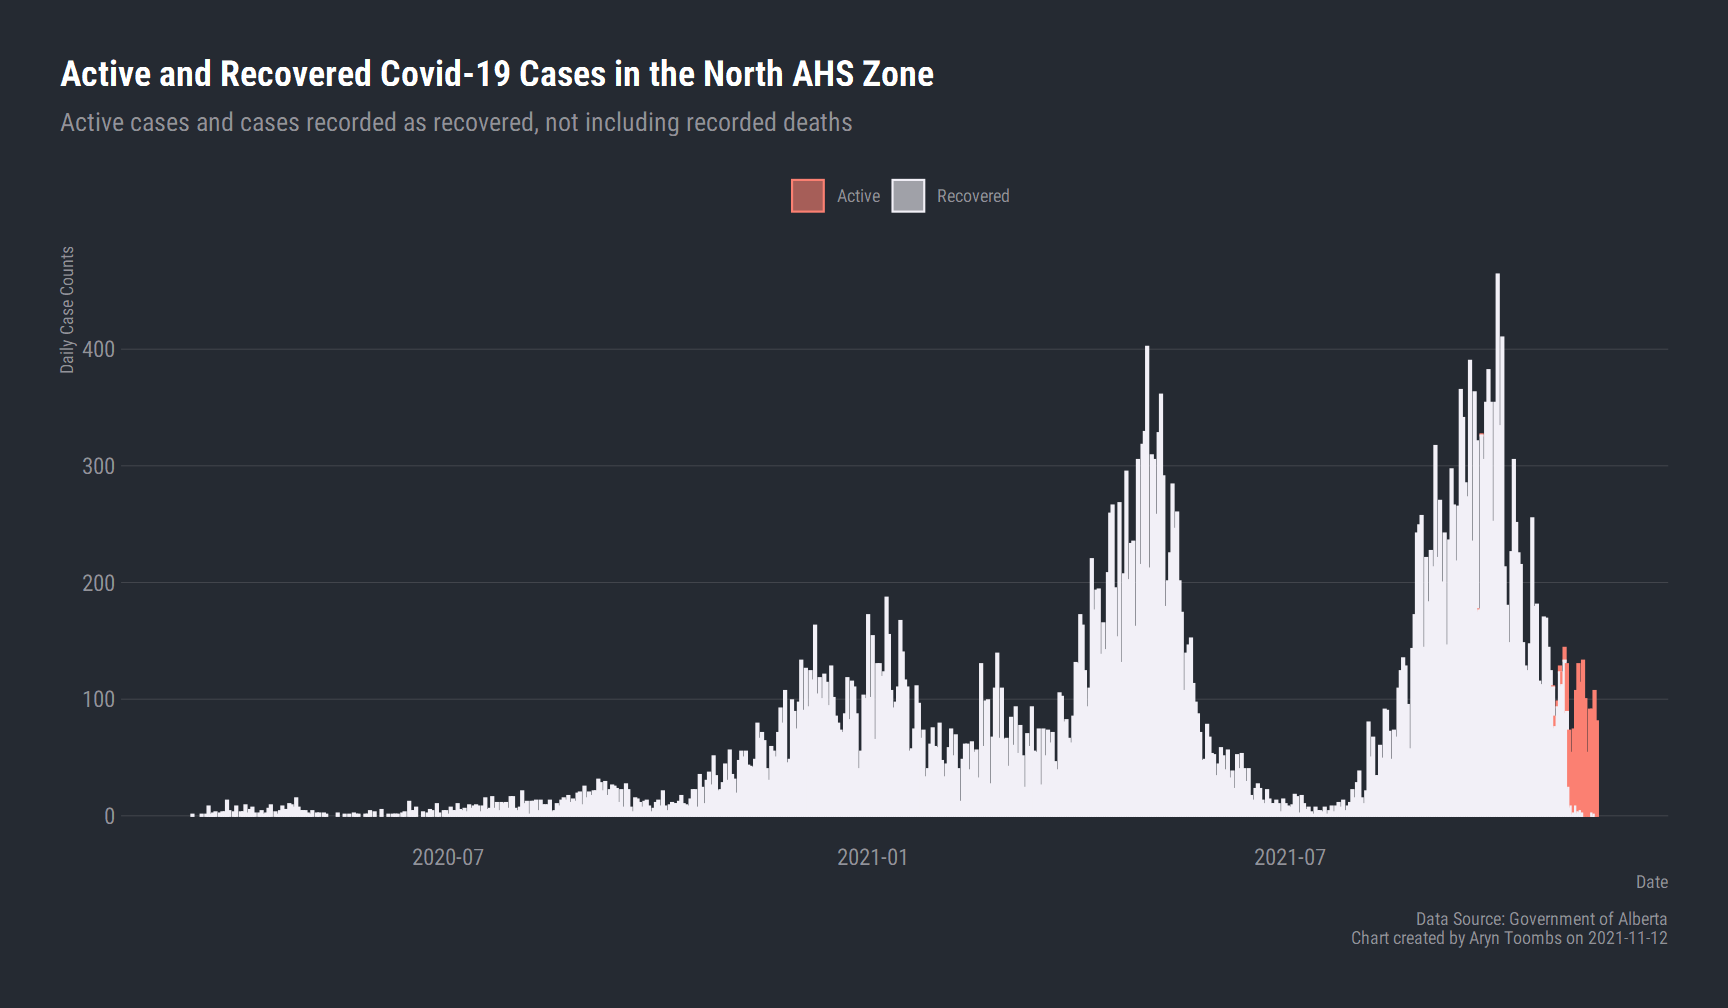 Active and Recovered Covid-19 Cases in the North AHS Zone
Active cases and cases recorded as recovered, not including recorded deaths
Active
Recovered
Daily Case Counts
400
300
200
100
0
2020-07
2021-01
2021-07
Date
Data Source: Government of Alberta
Chart created by Aryn Toombs on 2021-11-12